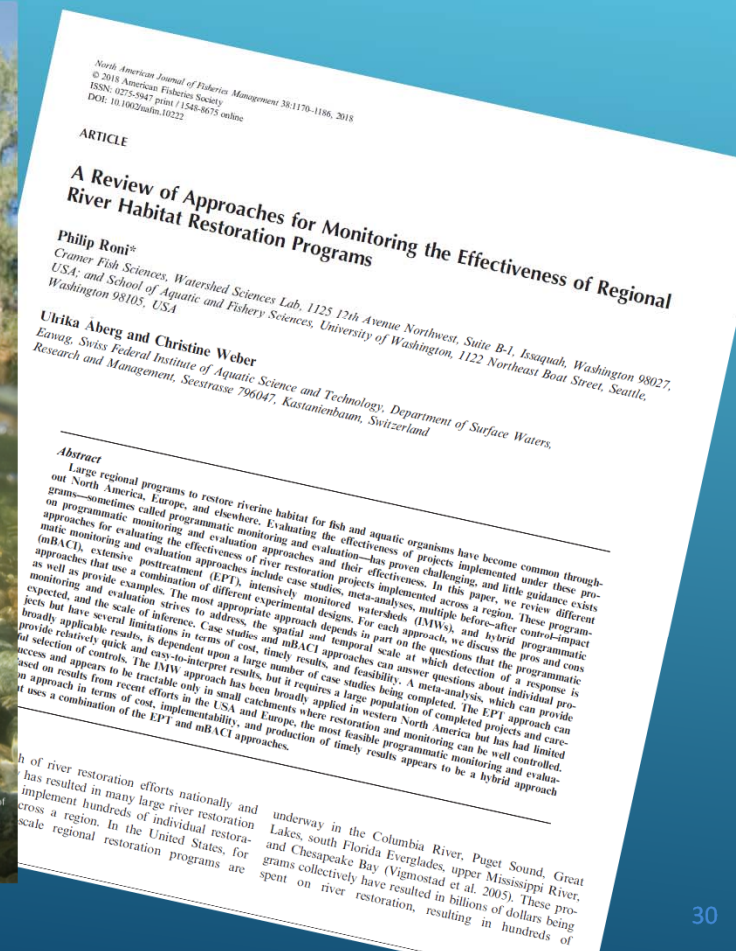 North American Journal of Fisheries Management 38:1170–1186, 2018
© 2018 American Fisheries Society
ISSN: 0275-5947 print / 1548-8675 online
DOI: 10.1002/nafm.10222
ARTICLE
A Review of Approaches for Monitoring the Effectiveness of Regional
River Habitat Restoration Programs
Philip Roni*
Cramer Fish Sciences, Watershed Sciences Lab, 1125 12th Avenue Northwest, Suite B-1, Issaquah, Washington 98027,
USA; and School of Aquatic and Fishery Sciences, University of Washington, 1122 Northeast Boat Street, Seattle,
Washington 98105, USA
Ulrika Åberg and Christine Weber
Eawag, Swiss Federal Institute of Aquatic Science and Technology, Department of Surface Waters,
Research and Management, Seestrasse 796047, Kastanienbaum, Switzerland
Abstract
Large regional programs to restore riverine habitat for fish and aquatic organisms have become common through-
out North America, Europe, and elsewhere. Evaluating the effectiveness of projects implemented under these pro-
grams—sometimes called programmatic monitoring and evaluation—has proven challenging, and little guidance exists
on programmatic monitoring and evaluation approaches and their effectiveness. In this paper, we review different
approaches for evaluating the effectiveness of river restoration projects implemented across a region. These program-
matic monitoring and evaluation approaches include case studies, meta-analyses, multiple before–after control–impact
(mBACI), extensive posttreatment (EPT), intensively monitored watersheds (IMWs), and hybrid programmatic
approaches that use a combination of different experimental designs. For each approach, we discuss the pros and cons
as well as provide examples. The most appropriate approach depends in part on the questions that the programmatic
monitoring and evaluation strives to address, the spatial and temporal scale at which detection of a response is
expected, and the scale of inference. Case studies and mBACI approaches can answer questions about individual pro-
jects but have several limitations in terms of cost, timely results, and feasibility. A meta-analysis, which can provide
broadly applicable results, is dependent upon a large number of case studies being completed. The EPT approach can
provide relatively quick and easy-to-interpret results, but it requires a large population of completed projects and care-
ful selection of controls. The IMW approach has been broadly applied in western North America but has had limited
uccess and appears to be tractable only in small catchments where restoration and monitoring can be well controlled.
ased on results from recent efforts in the USA and Europe, the most feasible programmatic monitoring and evalua-
n approach in terms of cost, implementability, and production of timely results appears to be a hybrid approach
t uses a combination of the EPT and mBACI approaches.
h of river restoration efforts nationally and
has resulted in many large river restoration
implement hundreds of individual restora-
cross a region. In the United States, for
scale regional restoration programs are
underway in the Columbia River, Puget Sound, Great
Lakes, south Florida Everglades, upper Mississippi River,
and Chesapeake Bay (Vigmostad et al. 2005). These pro-
grams collectively have resulted in billions of dollars being
spent on river restoration, resulting in hundreds of
30